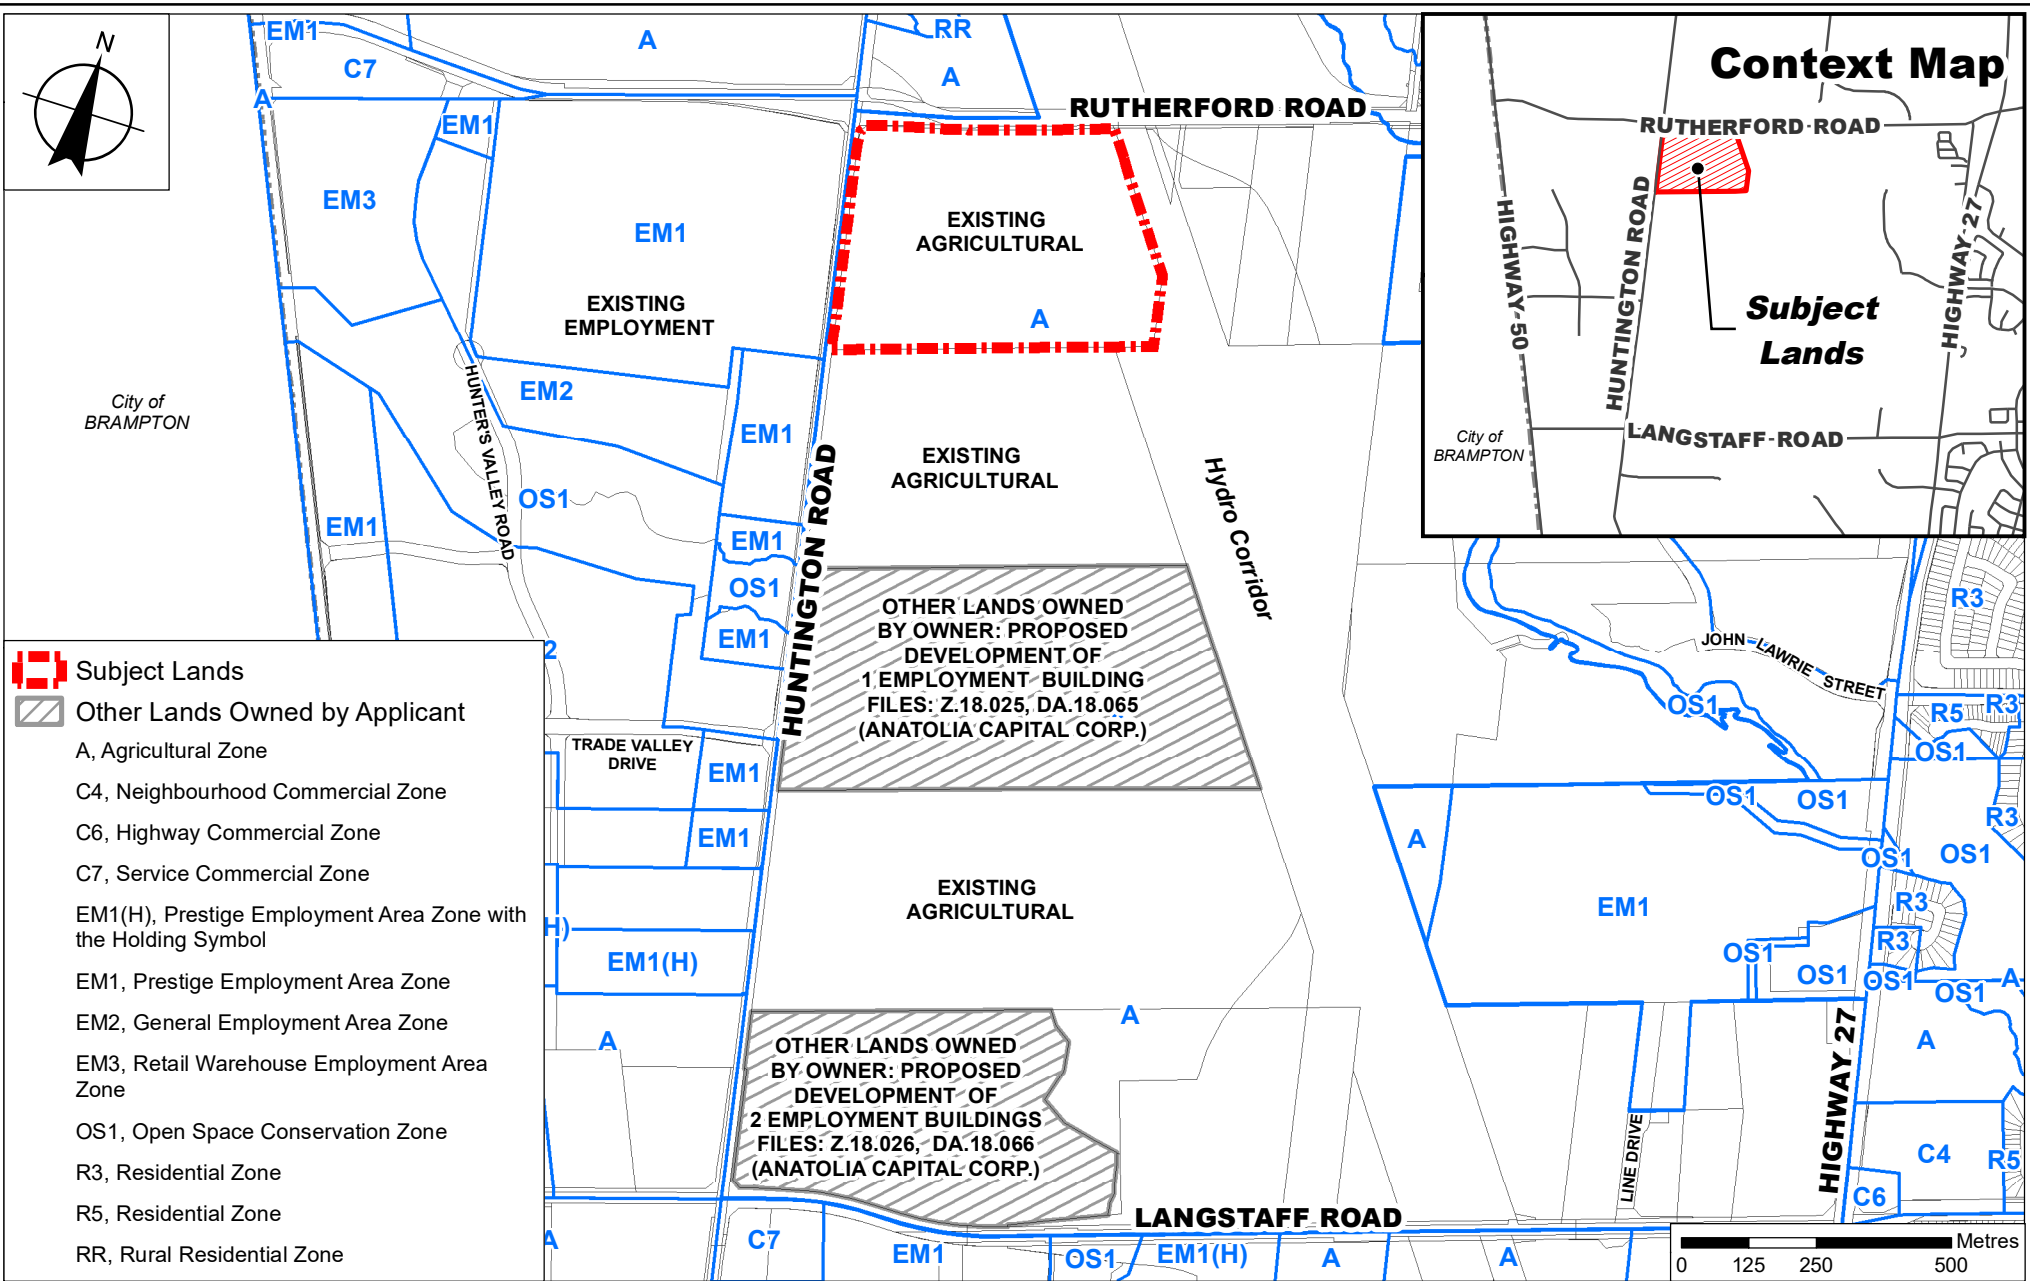 N
EM1
C7
A
A
RR
A
RUTHERFORD ROAD
EM1
EM3
EM1
EXISTING
EMPLOYMENT
EXISTING
AGRICULTURAL
A
Context Map
RUTHERFORD ROAD
HIGHWAY 50
HUNTINGTON ROAD
HIGHWAY 27
Subject
Lands
LANGSTAFF ROAD
City of
BRAMPTON
City of
BRAMPTON
HUNTER'S VALLEY ROAD
EM2
EM1
OS1
EM1
EM1
OS1
EM1
HUNTINGTON ROAD
EXISTING
AGRICULTURAL
Hydro Corridor
OTHER LANDS OWNED
BY OWNER: PROPOSED
DEVELOPMENT OF
1 EMPLOYMENT BUILDING
FILES: Z.18.025, DA.18.065
(ANATOLIA CAPITAL CORP.)
R3
JOHN LAWRIE STREET
OS1
R5
R3
OS1
2
TRADE VALLEY
DRIVE
EM1
EM1
H)
EM1(H)
A
EXISTING
AGRICULTURAL
A
OTHER LANDS OWNED
BY OWNER: PROPOSED
DEVELOPMENT OF
2 EMPLOYMENT BUILDINGS
FILES: Z.18.026, DA.18.066
(ANATOLIA CAPITAL CORP.)
A
EM1
OS1
OS1
R3
OS1
OS1
R3
R3
OS1
OS1
OS1
OS1
A
HIGHWAY 27
LINE DRIVE
A
C4
R5
C6
LANGSTAFF ROAD
A
C7
EM1
OS1
EM1(H)
A
A
Subject Lands
Other Lands Owned by Applicant
A, Agricultural Zone
C4, Neighbourhood Commercial Zone
C6, Highway Commercial Zone
C7, Service Commercial Zone
EM1(H), Prestige Employment Area Zone with
the Holding Symbol
EM1, Prestige Employment Area Zone
EM2, General Employment Area Zone
EM3, Retail Warehouse Employment Area
Zone
OS1, Open Space Conservation Zone
R3, Residential Zone
R5, Residential Zone
RR, Rural Residential Zone
Metres
0 125 250 500